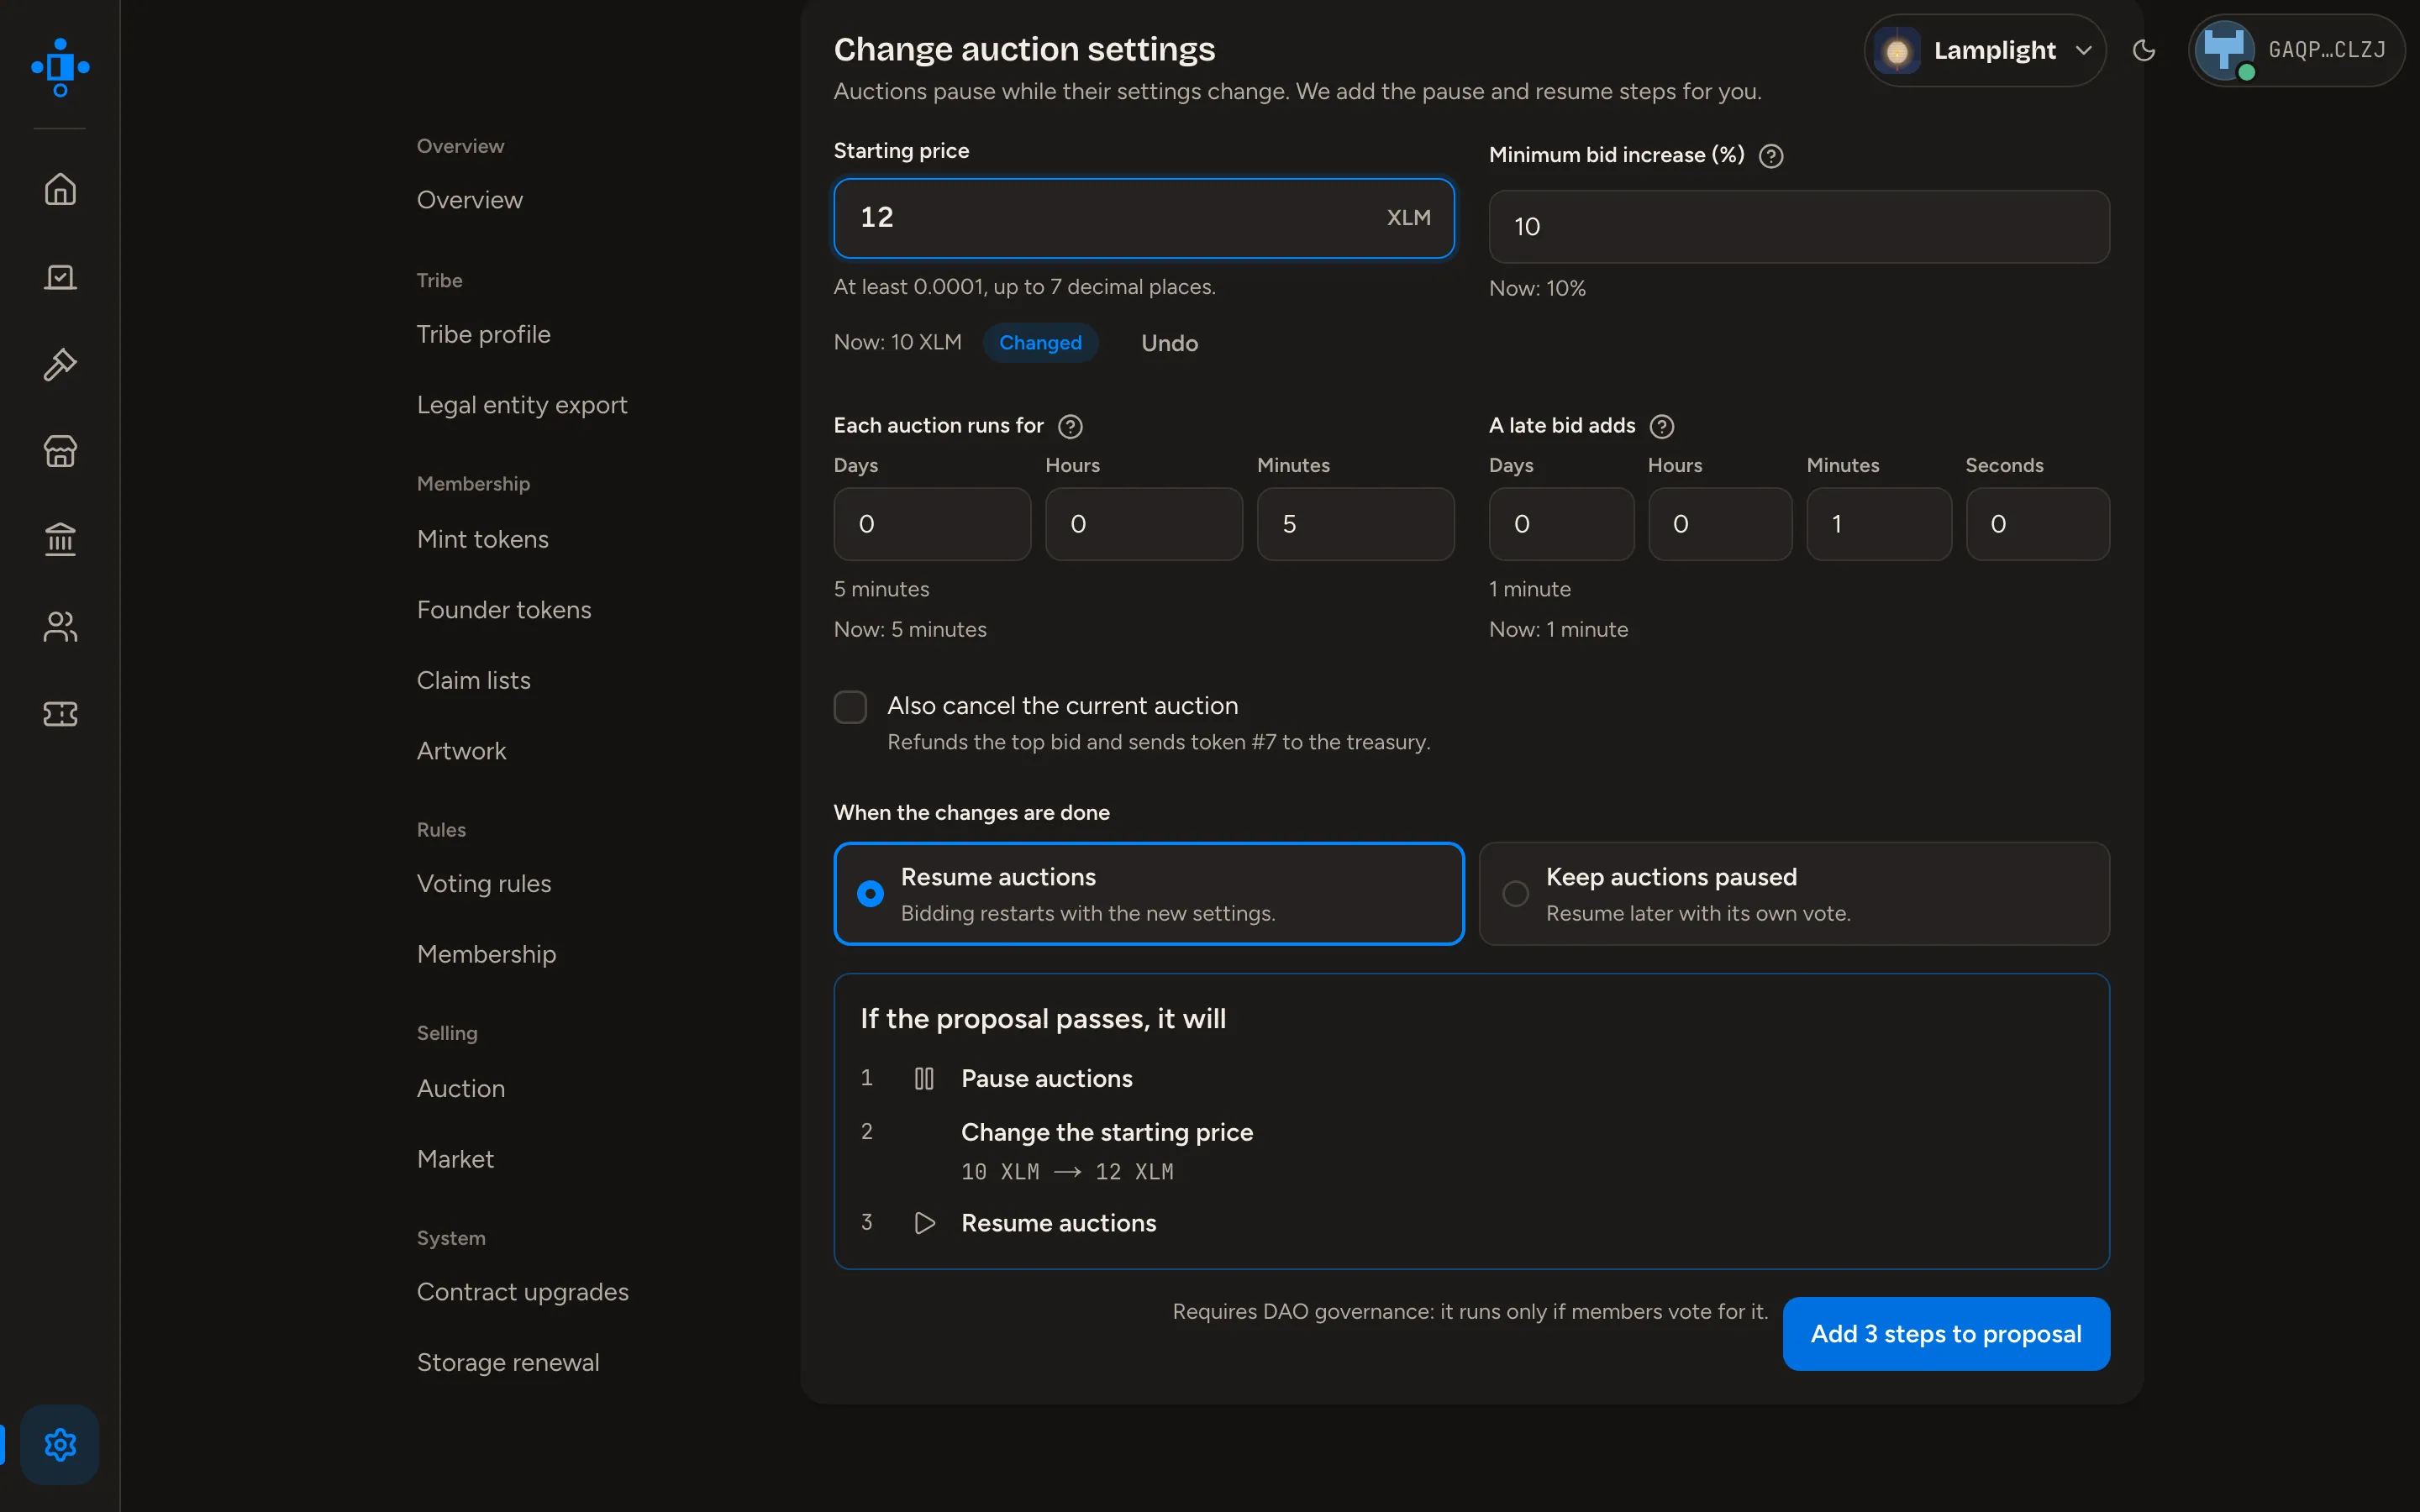 Change auction settings
Auctions pause while their settings change. We add the pause and resume steps for you.
Lamplight
GAQP…CLZJ
Overview
Overview
Tribe
Tribe profile
Legal entity export
Membership
Mint tokens
Founder tokens
Claim lists
Artwork
Rules
Voting rules
Membership
Selling
Auction
Market
System
Contract upgrades
Storage renewal
Starting price
12 XLM
At least 0.0001, up to 7 decimal places.
Now: 10 XLM Changed Undo
Minimum bid increase (%)
10
Now: 10%
Each auction runs for
Days Hours Minutes
0 0 5
5 minutes
Now: 5 minutes
A late bid adds
Days Hours Minutes Seconds
0 0 1 0
1 minute
Now: 1 minute
Also cancel the current auction
Refunds the top bid and sends token #7 to the treasury.
When the changes are done
Resume auctions
Bidding restarts with the new settings.
Keep auctions paused
Resume later with its own vote.
If the proposal passes, it will
1 Pause auctions
2 Change the starting price
10 XLM → 12 XLM
3 Resume auctions
Requires DAO governance: it runs only if members vote for it.
Add 3 steps to proposal